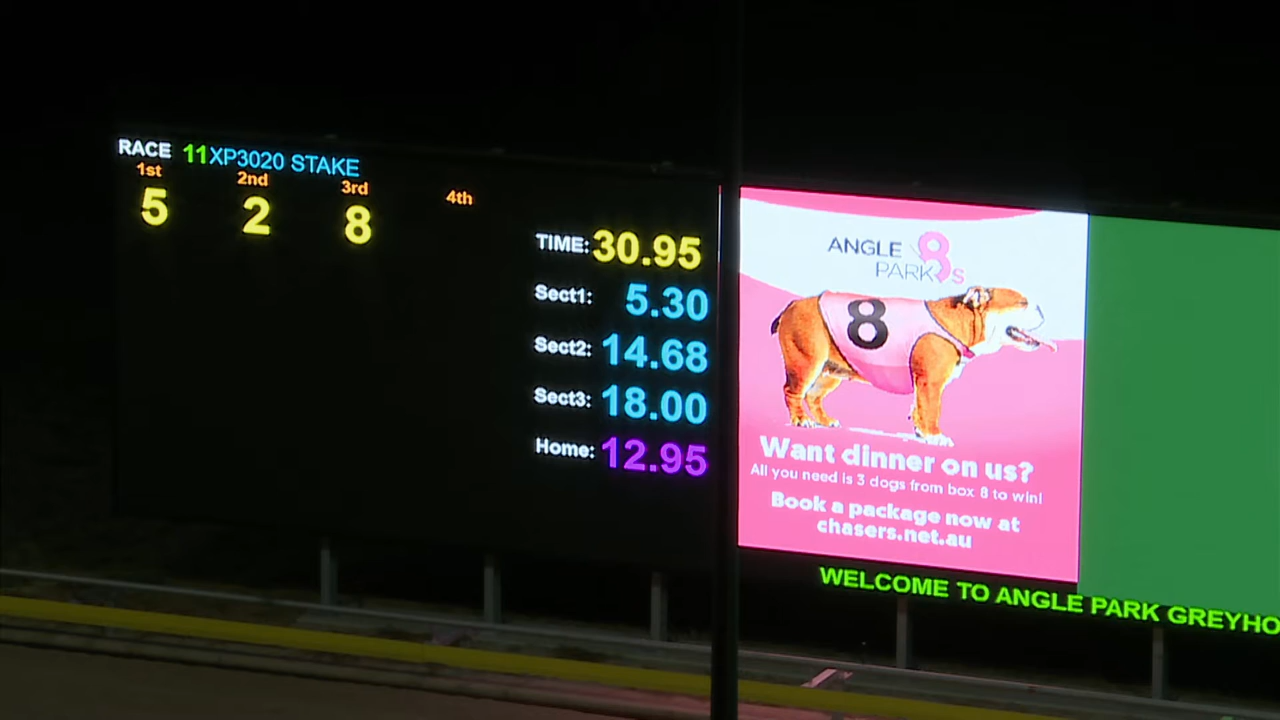 RACE 11XP3020 STAKE
1st 2nd 3rd 4th
5 2 8
TIME: 30.95
Sect1: 5.30
Sect2: 14.68
Sect3: 18.00
Home: 12.95
ANGLE
PARK 8s
8
Want dinner on us?
All you need is 3 dogs from box 8 to win!
Book a package now at
chasers.net.au
WELCOME TO ANGLE PARK GREYHO